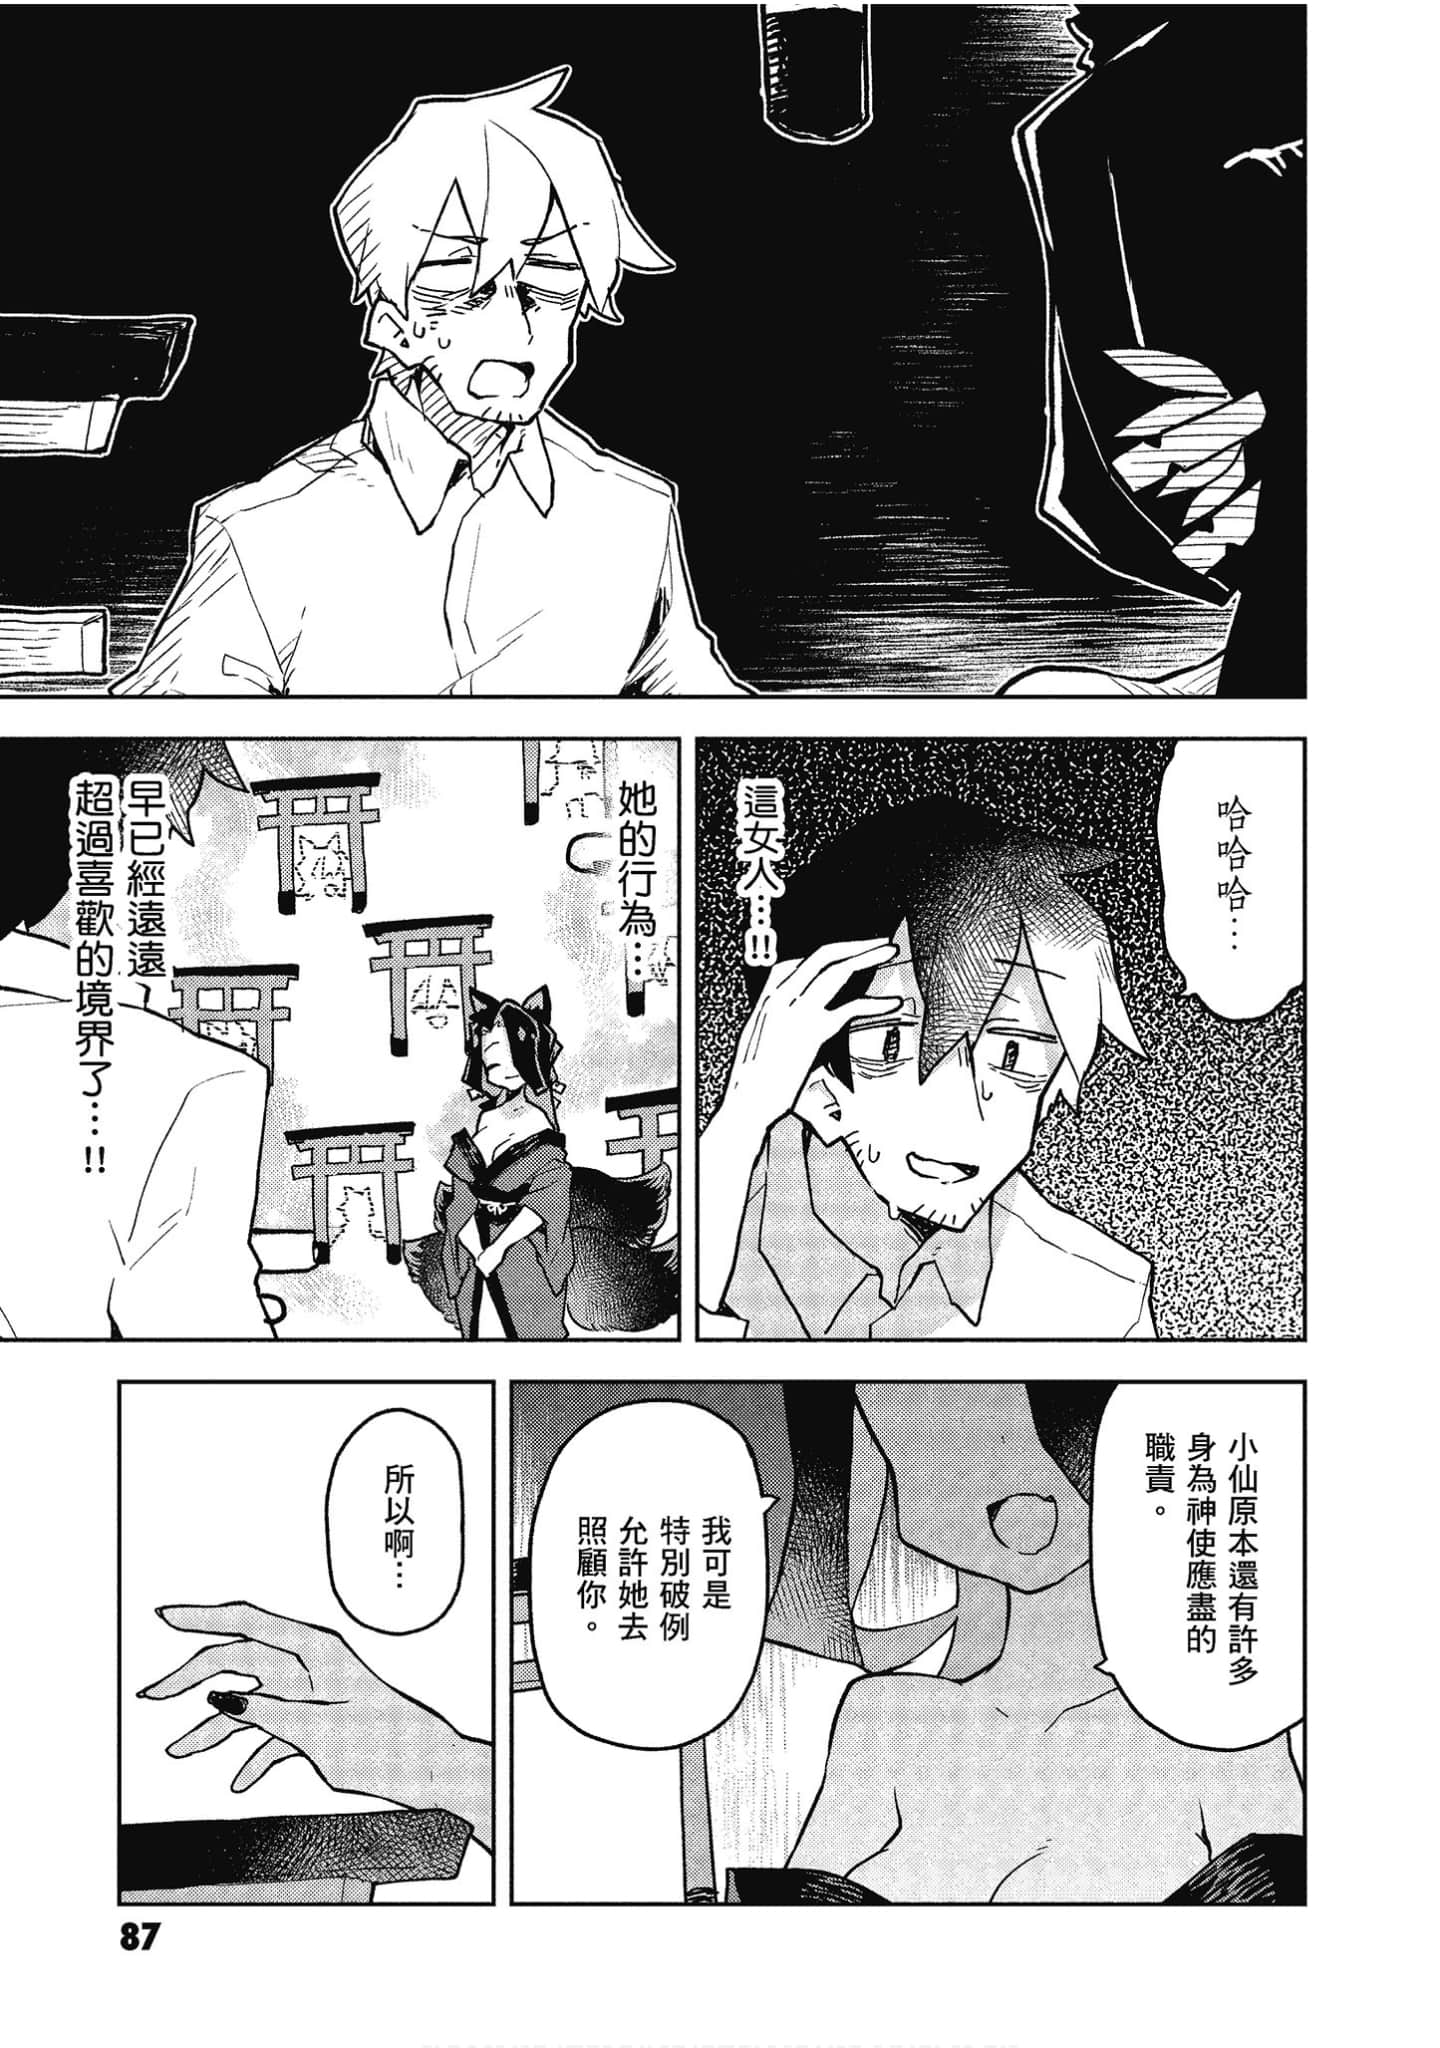 哈哈哈…
這女人…!!
她的行為…
早已經遠遠
超過喜歡的境界了…!!
小仙原本還有許多
身為神使應盡的
職責。
我可是
特別破例
允許她去
照顧你。
所以啊…
87